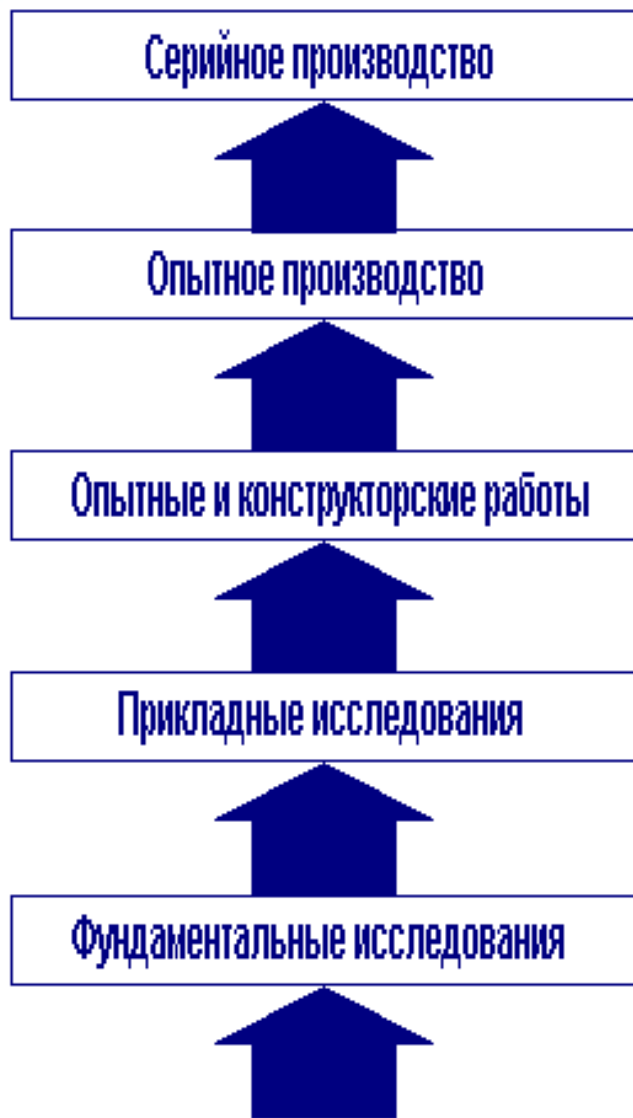 Серийное производство
Опытное производство
Опытные и конструкторские работы
Прикладные исследования
Фундаментальные исследования